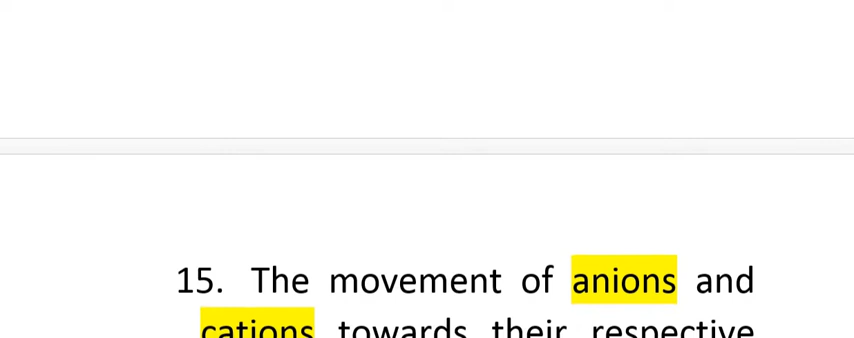 15. The movement of anions and
cations towards their respective